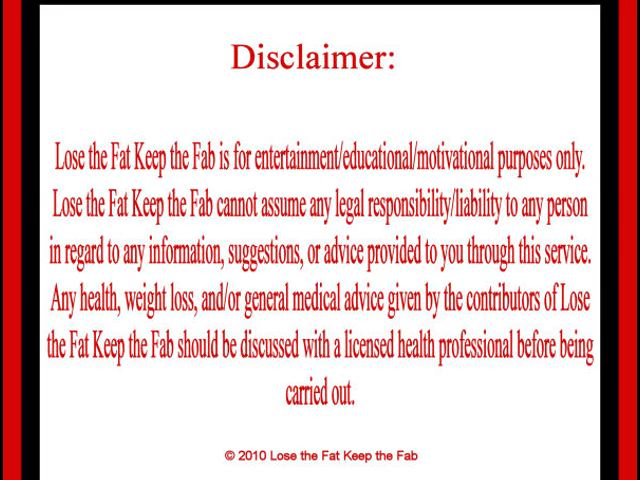 Disclaimer:
Lose the Fat Keep the Fab is for entertainment/educational/motivational purposes only.
Lose the Fat Keep the Fab cannot assume any legal responsibility/liability to any person
in regard to any information, suggestions, or advice provided to you through this service.
Any health, weight loss, and/or general medical advice given by the contributors of Lose
the Fat Keep the Fab should be discussed with a licensed health professional before being
carried out.
© 2010 Lose the Fat Keep the Fab